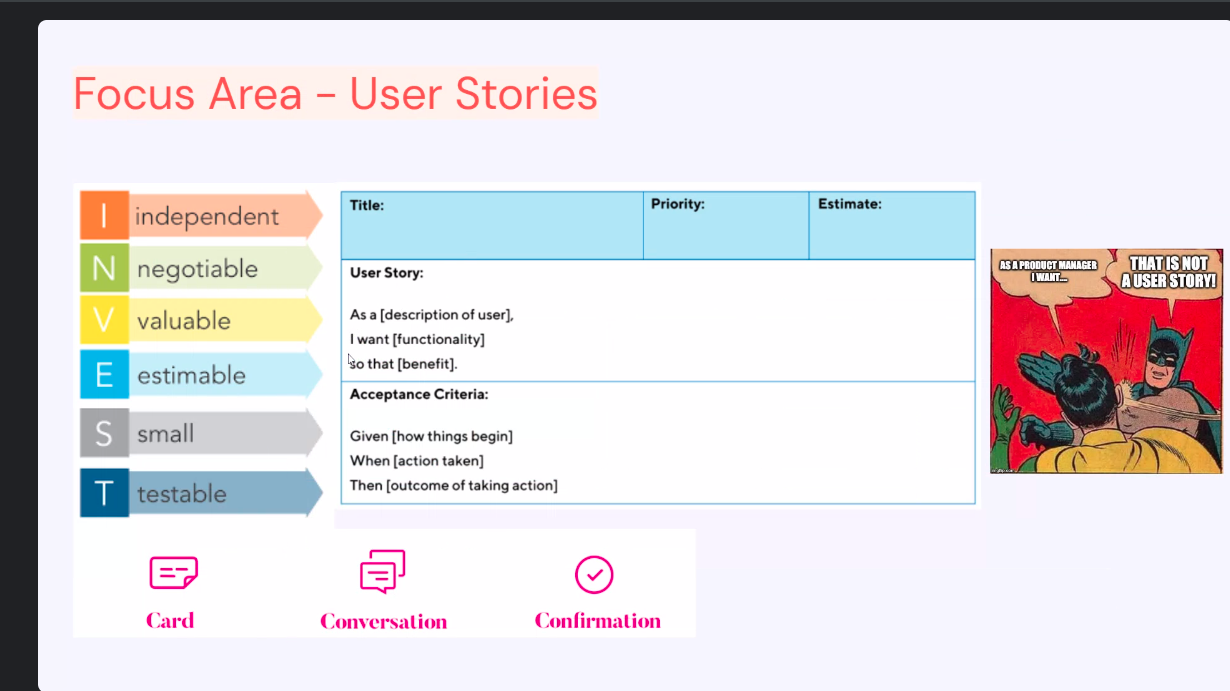 Focus Area - User Stories
I independent
N negotiable
V valuable
E estimable
S small
T testable
Title:
Priority:
Estimate:
User Story:
As a [description of user],
I want [functionality]
so that [benefit].
Acceptance Criteria:
Given [how things begin]
When [action taken]
Then [outcome of taking action]
AS A PRODUCT MANAGER
I WANT....
THAT IS NOT
A USER STORY!
Card
Conversation
Confirmation